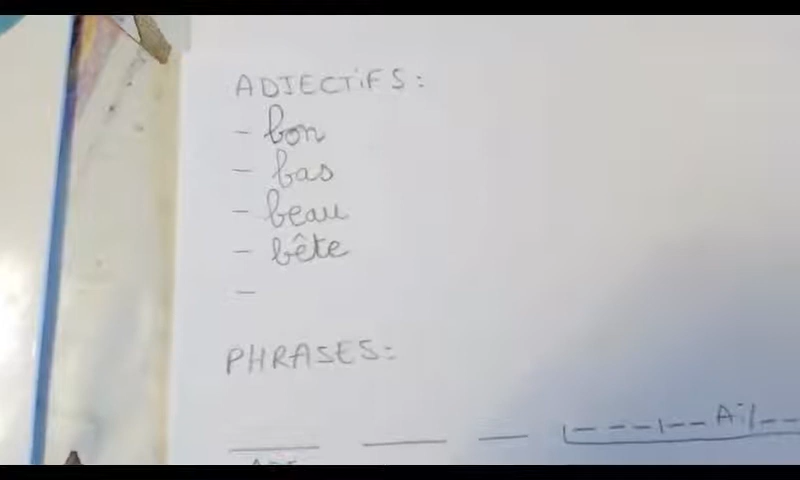 ADJECTiFS:
- bon
- bas
- beau
- bête
-
PHRASES: